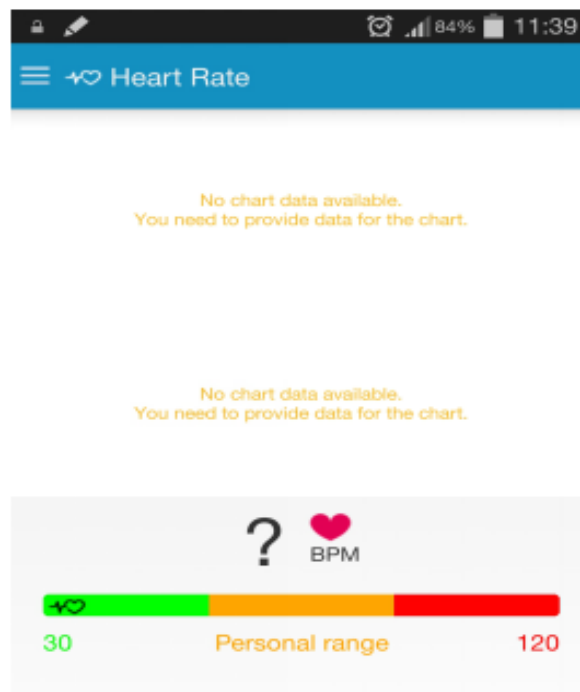 84% 11:39
Heart Rate
No chart data available.
You need to provide data for the chart.
No chart data available.
You need to provide data for the chart.
?
BPM
30 Personal range 120